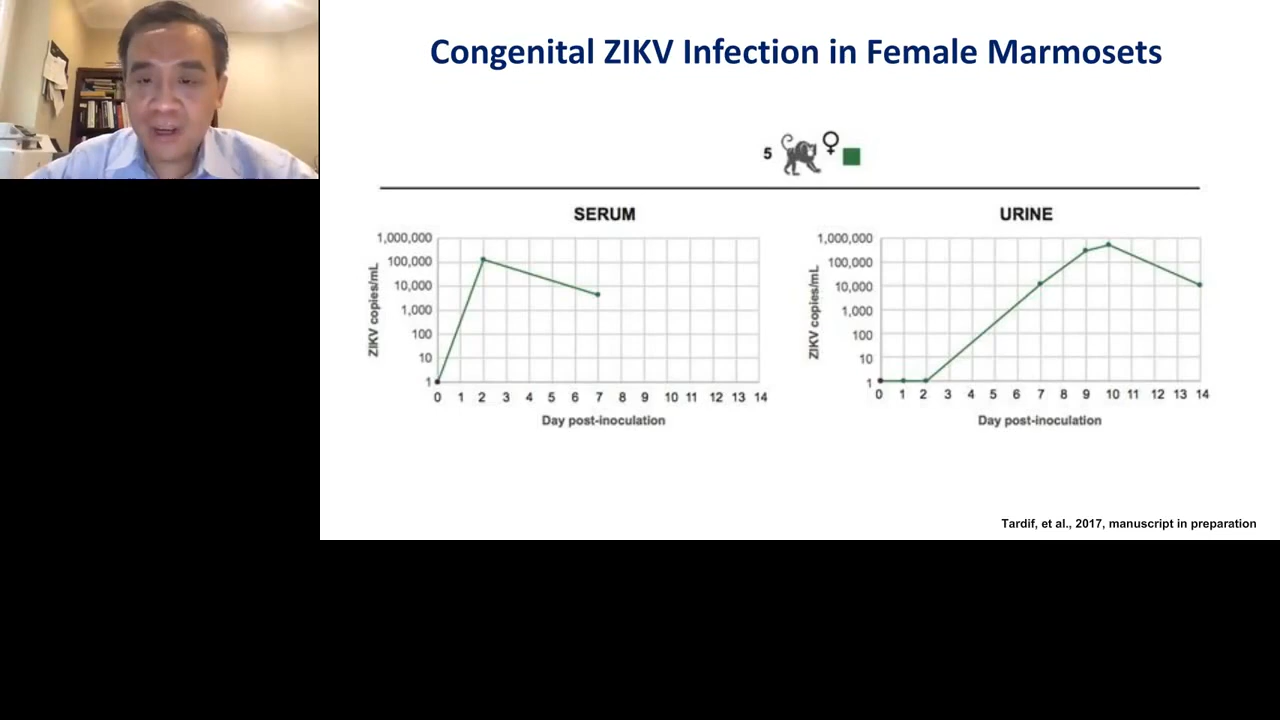 Congenital ZIKV Infection in Female Marmosets
5
SERUM
ZIKV copies/mL
1,000,000
100,000
10,000
1,000
100
10
1
0 1 2 3 4 5 6 7 8 9 10 11 12 13 14
Day post-inoculation
URINE
ZIKV copies/mL
1,000,000
100,000
10,000
1,000
100
10
1
0 1 2 3 4 5 6 7 8 9 10 11 12 13 14
Day post-inoculation
Tardif, et al., 2017, manuscript in preparation